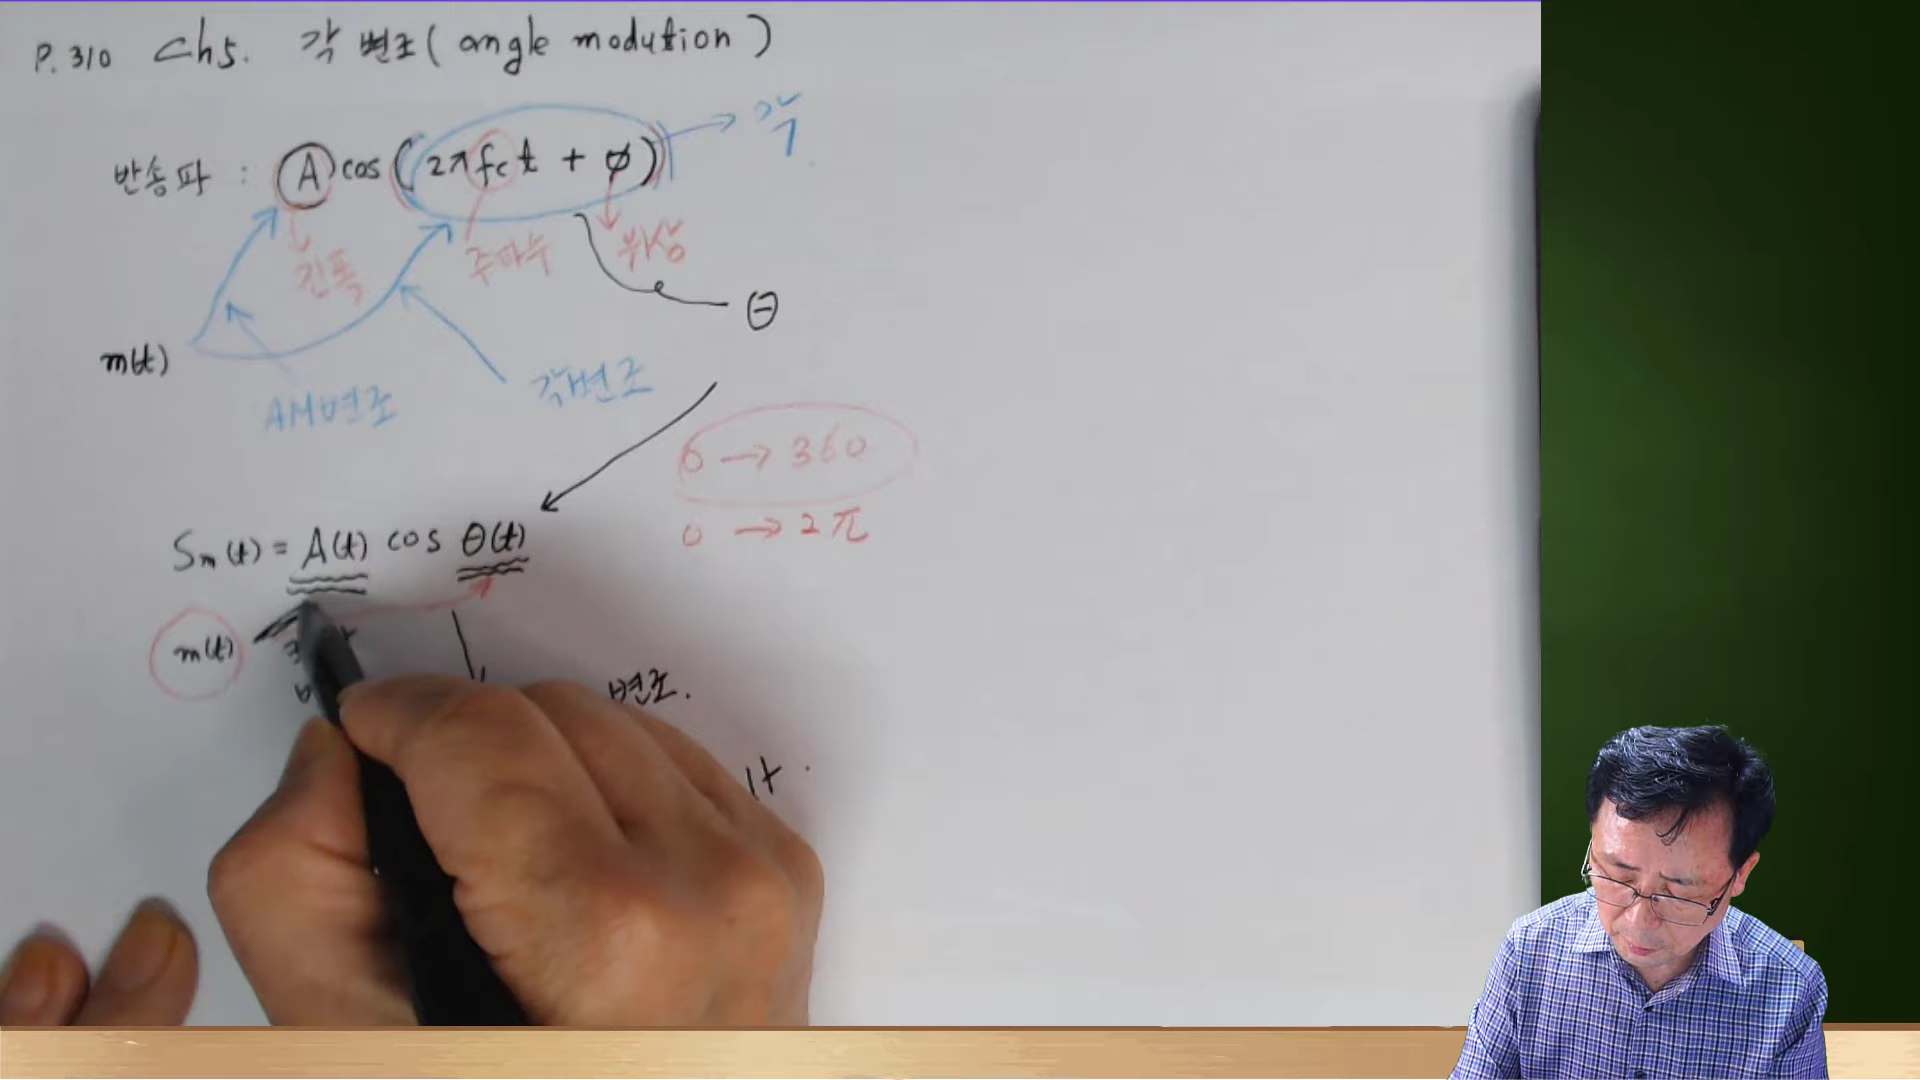 P. 310 Ch5. 각 변조 ( angle modution )
각
반송파 : A cos ( 2π fc t + ϕ )
진폭 주파수 위상
θ
m(t)
AM변조 각변조
0 → 360
0 → 2π
Sm(t) = A(t) cos θ(t)
m(t)
변조.